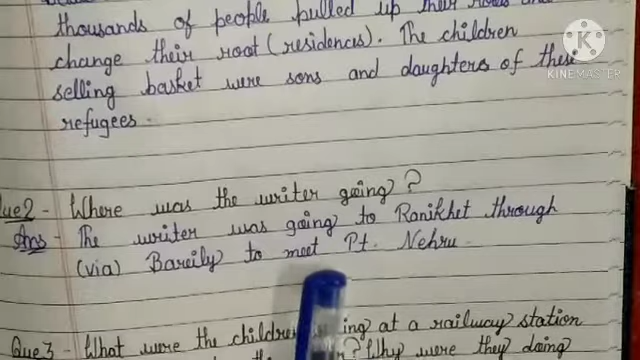 thousands of people pulled up their roots and
change their root (residences). The children
selling basket were sons and daughters of these
refugees.
Que2 - Where was the writer going?
Ans - The writer was going to Ranikhet through
(via) Bareily to meet Pt. Nehru.
Que3 - What were the children ing at a railway station
? Why were they doing
KINEMASTER